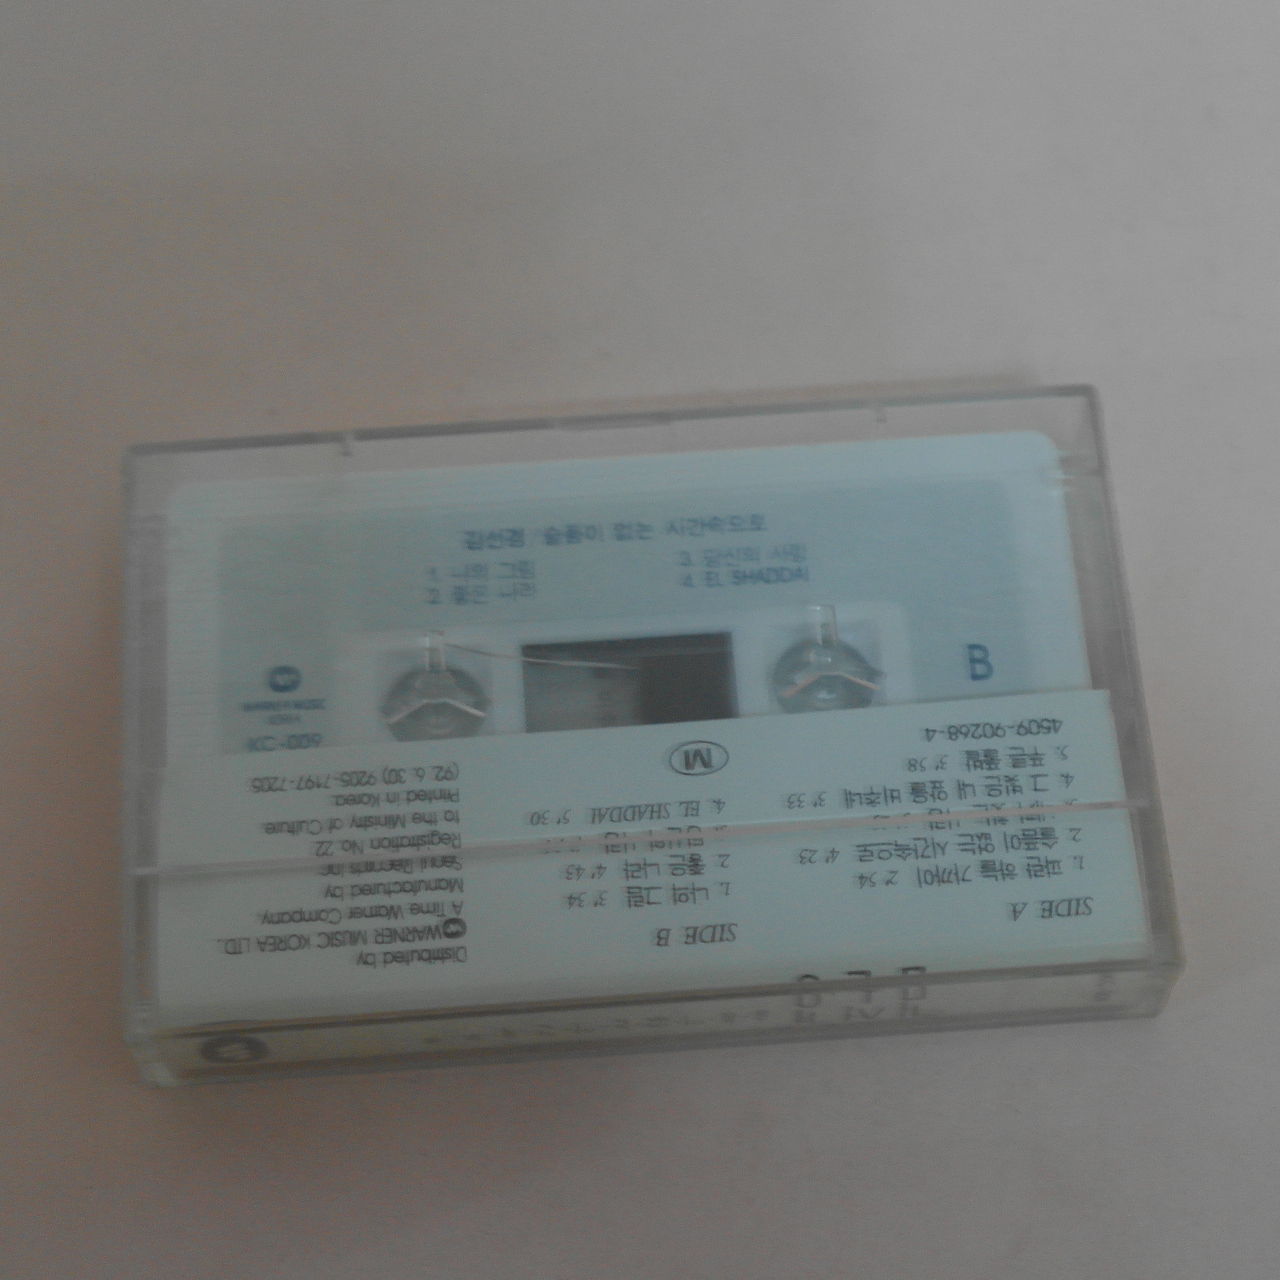 김선경 슬픔이 없는 시간속으로
1. 나의 그림
2. 좋은 나라
3. 당신의 사랑
4. EL SHADDAI
B
WARNER MUSIC
KOREA
KC-009
SIDE A
1. 파란 하늘 가까이 2' 54
2. 슬픔이 없는 시간속으로 4' 23
4. 그 빛은 내 앞을 비추네 3' 33
5. 푸른 풀밭 3' 58
4509-90268-4
SIDE B
1. 나의 그림 3' 34
2. 좋은 나라 4' 43
4. EL SHADDAI 5' 30
M
Distributed by
WARNER MUSIC KOREA LTD.
A Time Warner Company.
Manufactured by
Seoul Records Inc.
Registration No. 22
to the Ministry of Culture.
Printed in Korea.
(92. 6. 30) 9205-7197-7205